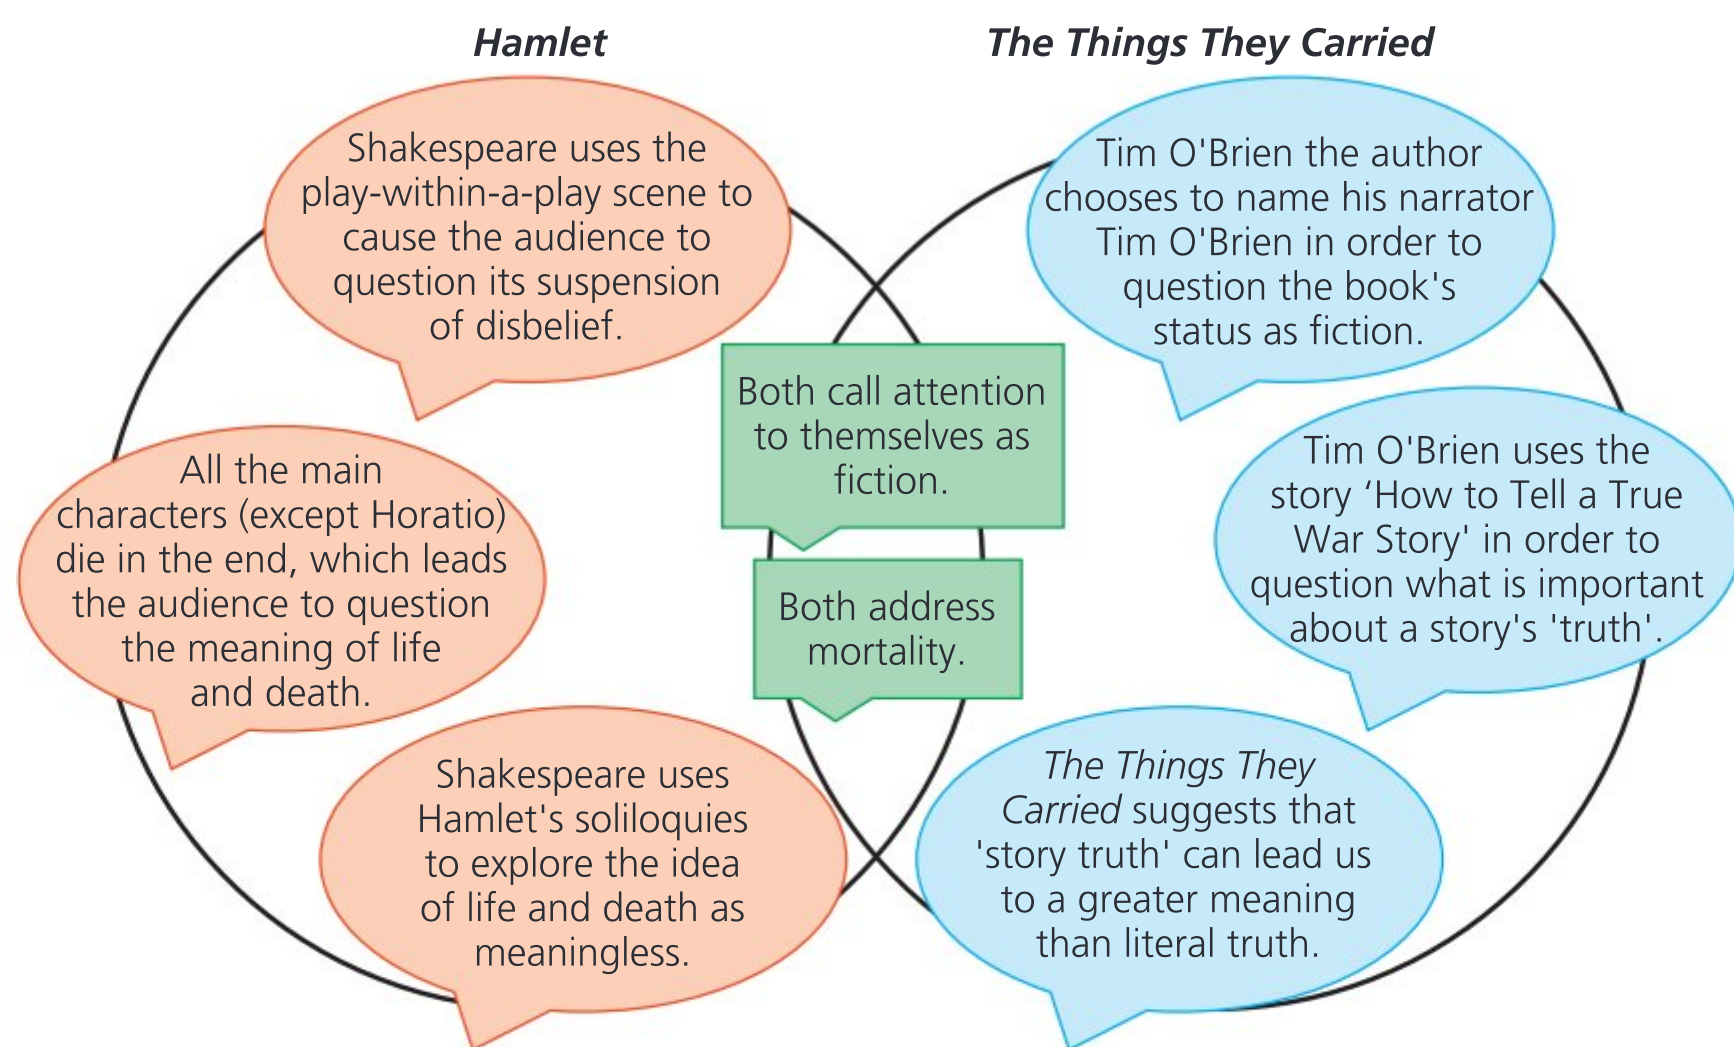 Hamlet
The Things They Carried
Shakespeare uses the
play-within-a-play scene to
cause the audience to
question its suspension
of disbelief.
Tim O'Brien the author
chooses to name his narrator
Tim O'Brien in order to
question the book's
status as fiction.
Both call attention
to themselves as
fiction.
All the main
characters (except Horatio)
die in the end, which leads
the audience to question
the meaning of life
and death.
Tim O'Brien uses the
story ‘How to Tell a True
War Story' in order to
question what is important
about a story's 'truth'.
Both address
mortality.
Shakespeare uses
Hamlet's soliloquies
to explore the idea
of life and death as
meaningless.
The Things They
Carried suggests that
'story truth' can lead us
to a greater meaning
than literal truth.